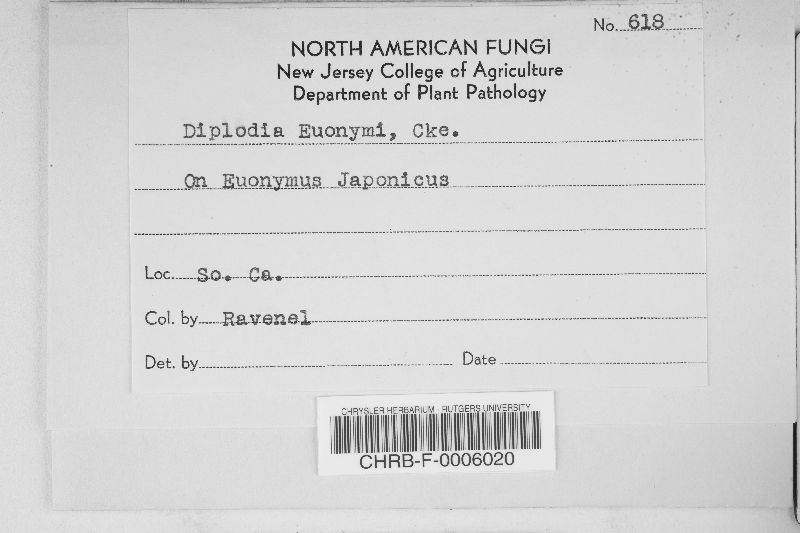 No. 618
NORTH AMERICAN FUNGI
New Jersey College of Agriculture
Department of Plant Pathology
Diplodia Euonymi, Cke.
On Euonymus Japonicus
Loc. So. Ca.
Col. by Ravenel
Det. by Date
CHRYSLER HERBARIUM - RUTGERS UNIVERSITY
CHRB-F-0006020